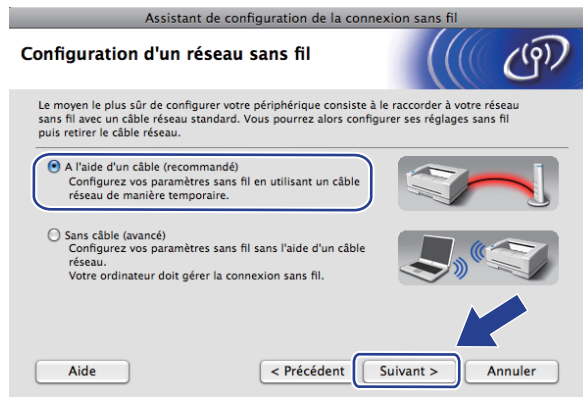 Assistant de configuration de la connexion sans fil
Configuration d'un réseau sans fil
Le moyen le plus sûr de configurer votre périphérique consiste à le raccorder à votre réseau
sans fil avec un câble réseau standard. Vous pourrez alors configurer ses réglages sans fil
puis retirer le câble réseau.
A l'aide d'un câble (recommandé)
Configurez vos paramètres sans fil en utilisant un câble
réseau de manière temporaire.
Sans câble (avancé)
Configurez vos paramètres sans fil sans l'aide d'un câble
réseau.
Votre ordinateur doit gérer la connexion sans fil.
Aide
< Précédent
Suivant >
Annuler